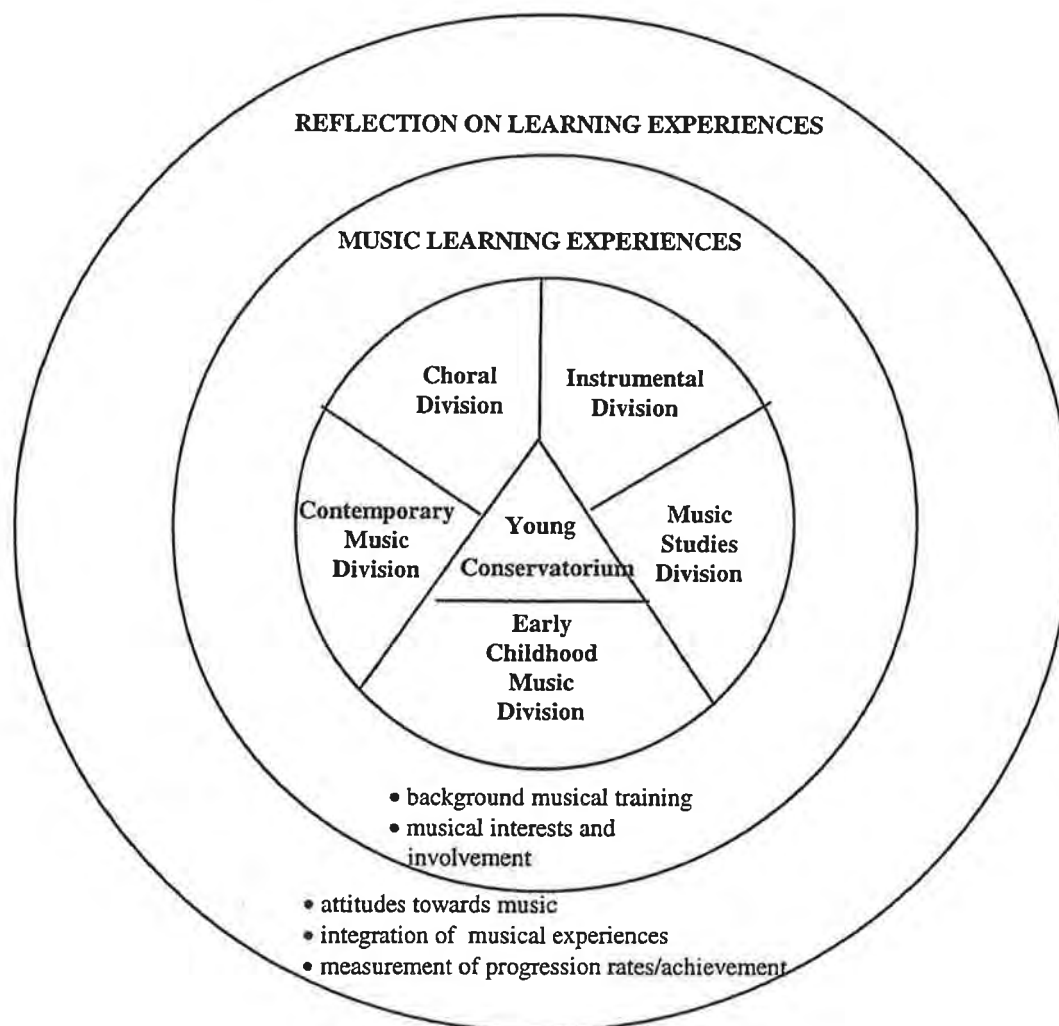 REFLECTION ON LEARNING EXPERIENCES
MUSIC LEARNING EXPERIENCES
Choral
Division
Instrumental
Division
Contemporary
Music
Division
Young
Conservatorium
Music
Studies
Division
Early
Childhood
Music
Division
• background musical training
• musical interests and
involvement
• attitudes towards music
• integration of musical experiences
• measurement of progression rates/achievement